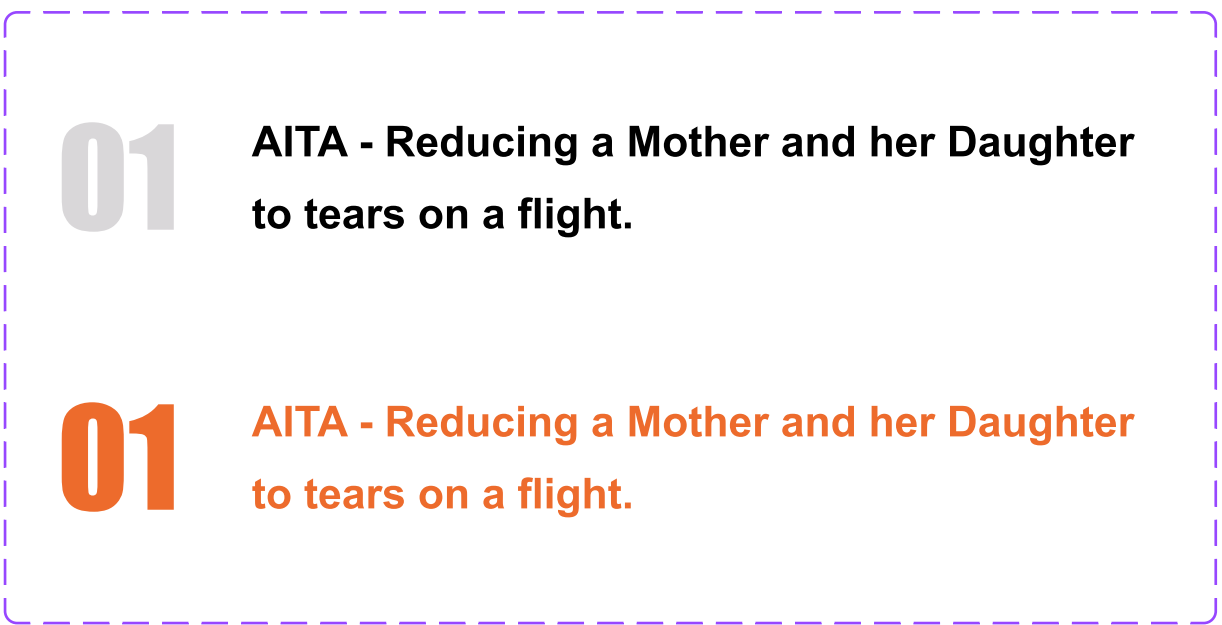 01
AITA - Reducing a Mother and her Daughter
to tears on a flight.
01
AITA - Reducing a Mother and her Daughter
to tears on a flight.